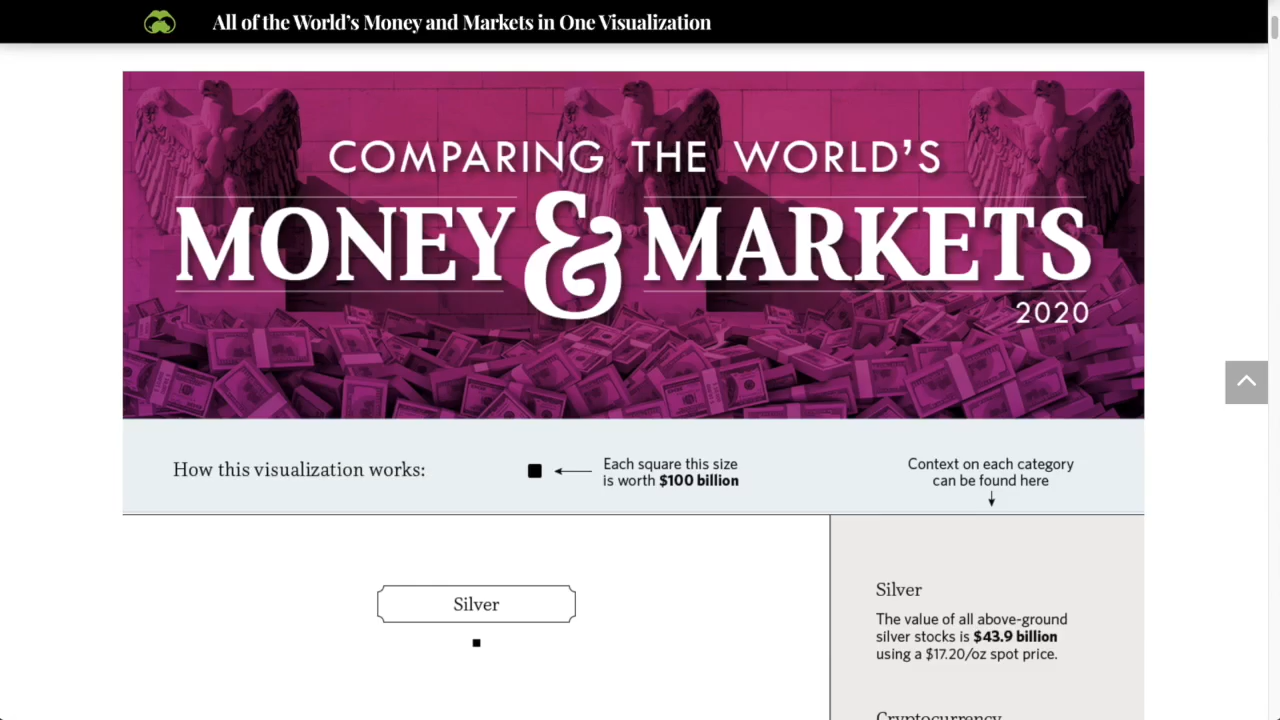 All of the World's Money and Markets in One Visualization
COMPARING THE WORLD'S
MONEY & MARKETS
2020
How this visualization works:
Each square this size
is worth $100 billion
Context on each category
can be found here
Silver
Silver
The value of all above-ground
silver stocks is $43.9 billion
using a $17.20/oz spot price.
Cryptocurrency